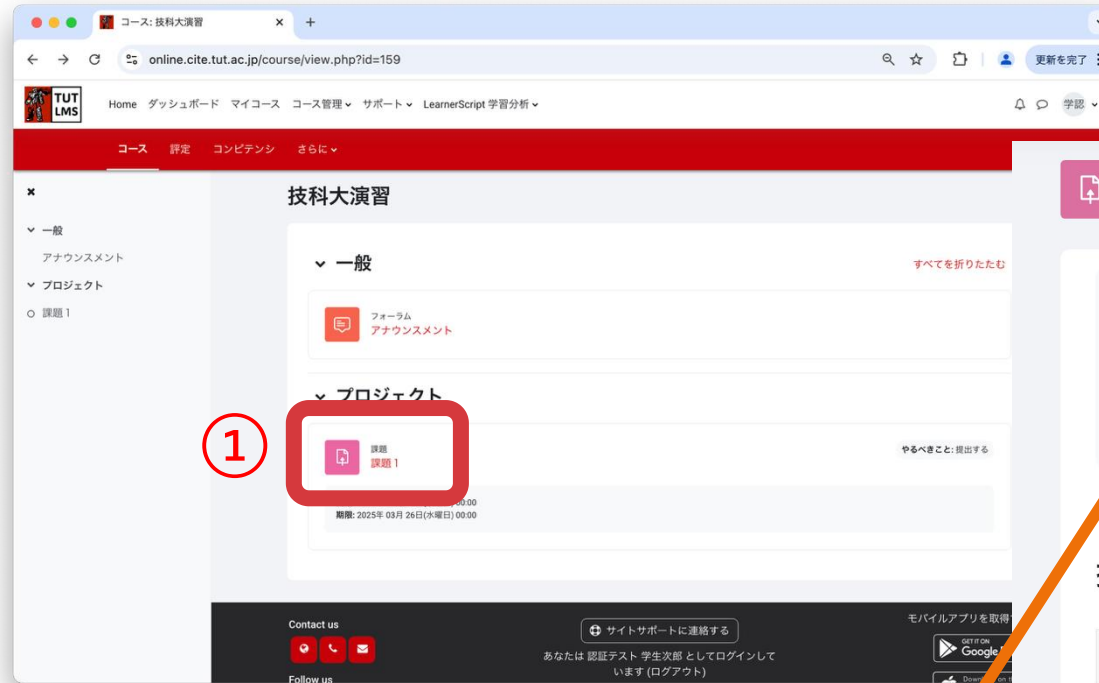 コース: 技科大演習
online.cite.tut.ac.jp/course/view.php?id=159
更新を完了
TUT LMS
Home ダッシュボード マイコース コース管理 サポート LearnerScript 学習分析
学認
コース 評定 コンピテンシ さらに
技科大演習
一般
アナウンスメント
プロジェクト
課題 1
一般
すべてを折りたたむ
フォーラム
アナウンスメント
プロジェクト
①
課題
課題 1
やるべきこと: 提出する
00:00
期限: 2025年 03月 26日(水曜日) 00:00
Contact us
サイトサポートに連絡する
あなたは 認証テスト 学生次郎 としてログインして
います (ログアウト)
Follow us
モバイルアプリを取得
GET IT ON
Google
Download on